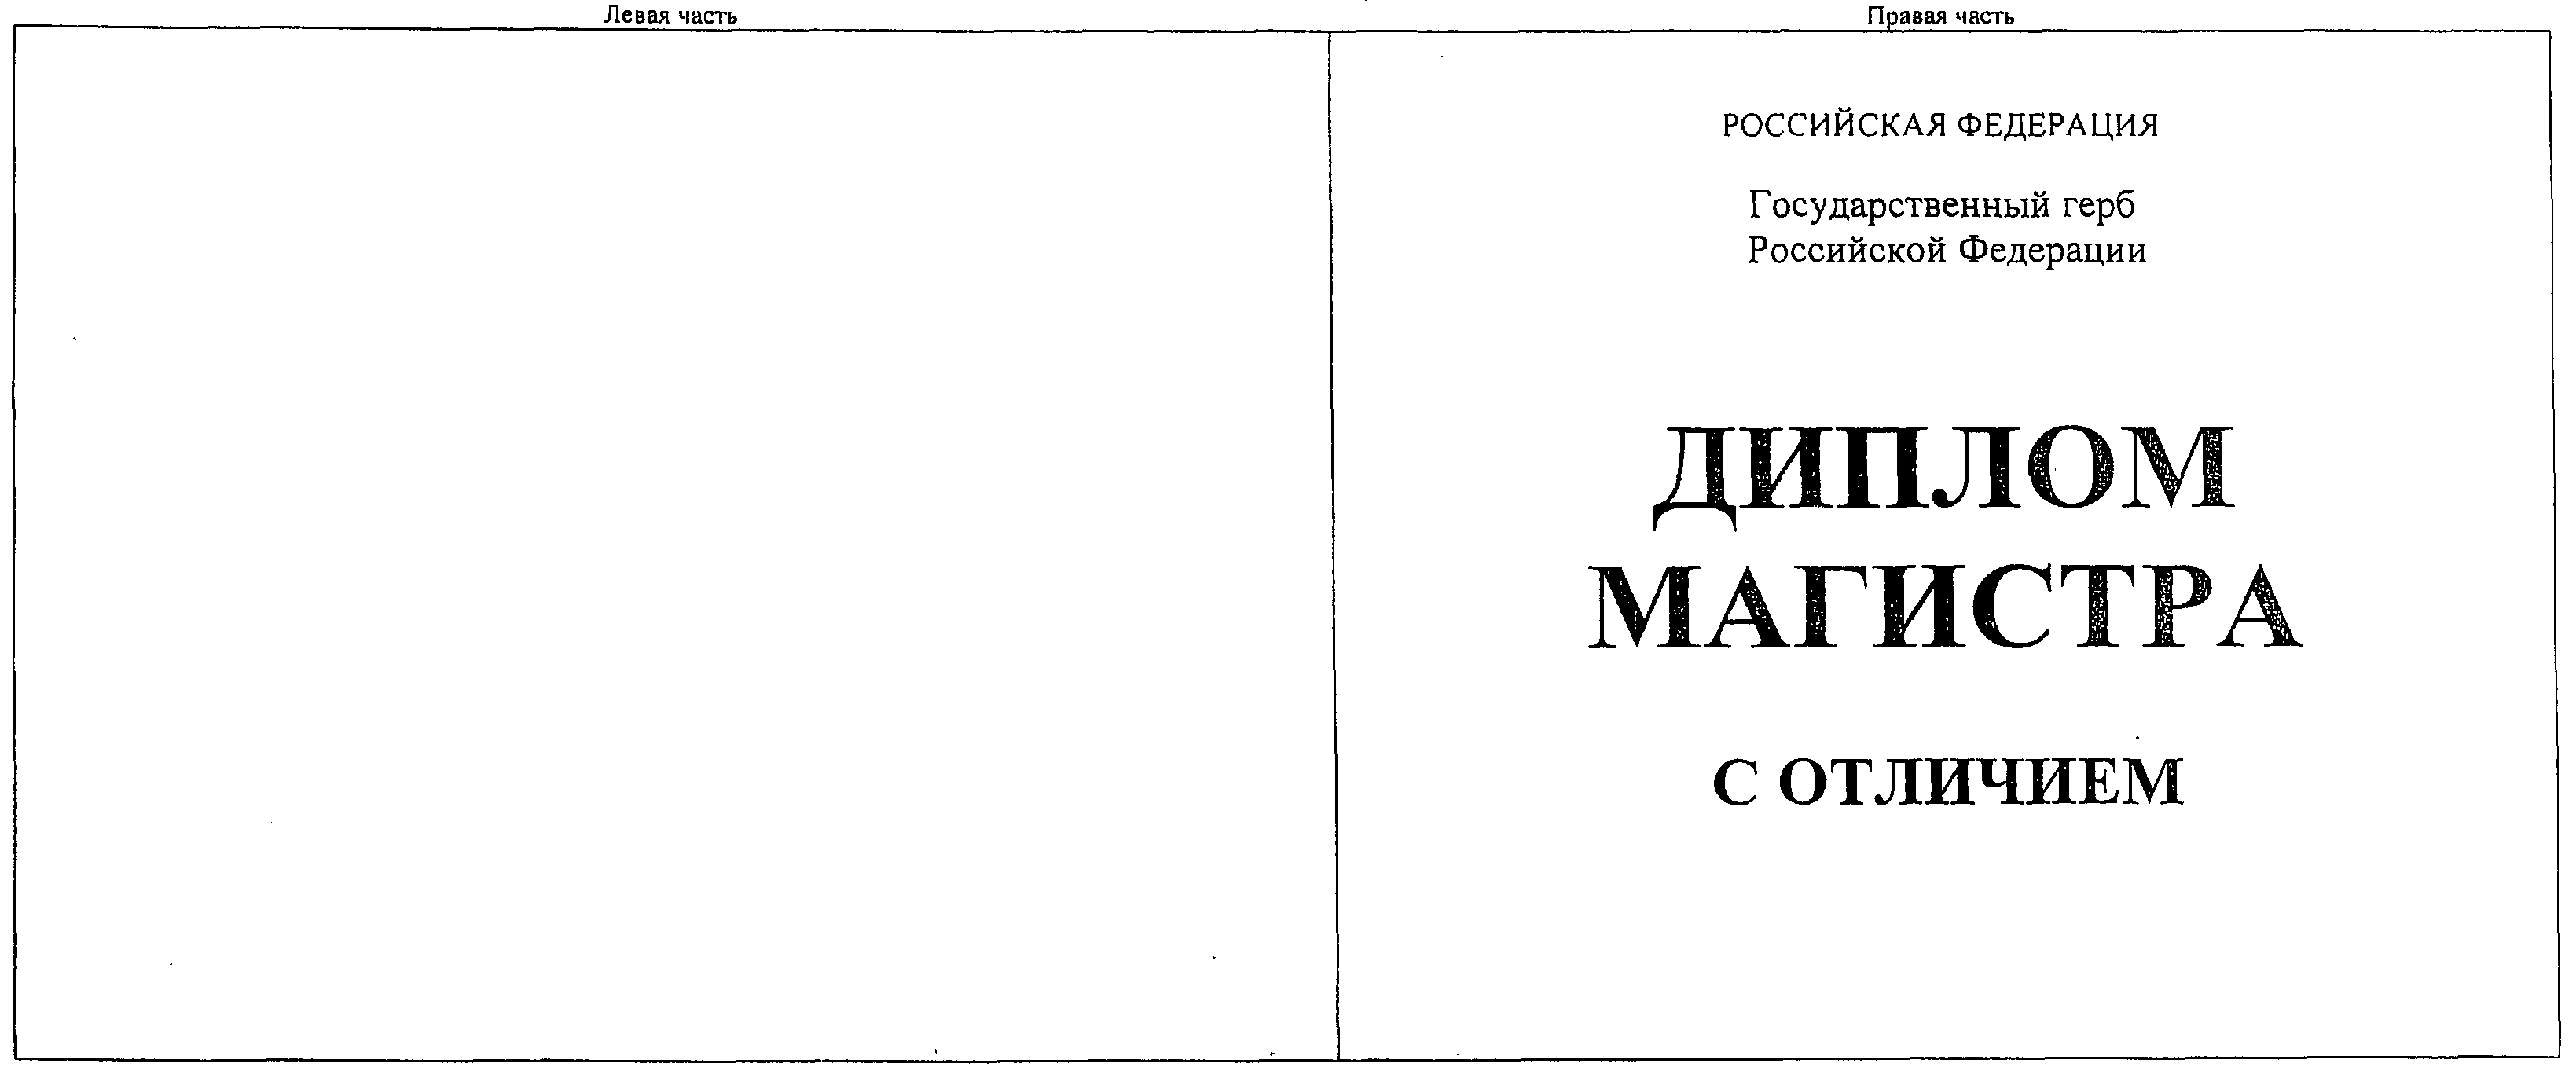 Левая часть
Правая часть
РОССИЙСКАЯ ФЕДЕРАЦИЯ
Государственный герб
Российской Федерации
ДИПЛОМ
МАГИСТРА
С ОТЛИЧИЕМ